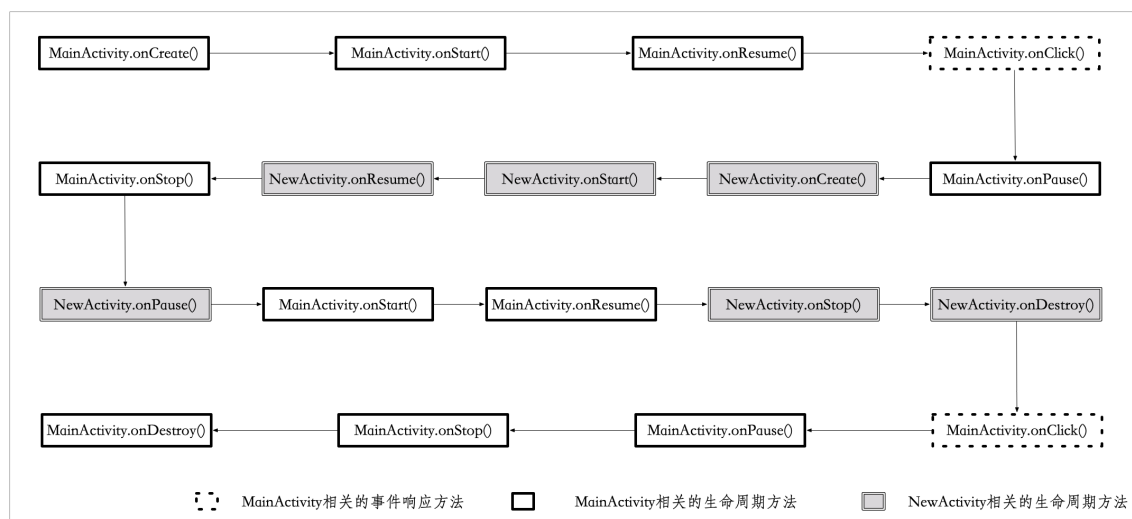 MainActivity.onCreate()
MainActivity.onStart()
MainActivity.onResume()
MainActivity.onClick()
MainActivity.onStop()
NewActivity.onResume()
NewActivity.onStart()
NewActivity.onCreate()
MainActivity.onPause()
NewActivity.onPause()
MainActivity.onStart()
MainActivity.onResume()
NewActivity.onStop()
NewActivity.onDestroy()
MainActivity.onDestroy()
MainActivity.onStop()
MainActivity.onPause()
MainActivity.onClick()
MainActivity相关的事件响应方法
MainActivity相关的生命周期方法
NewActivity相关的生命周期方法